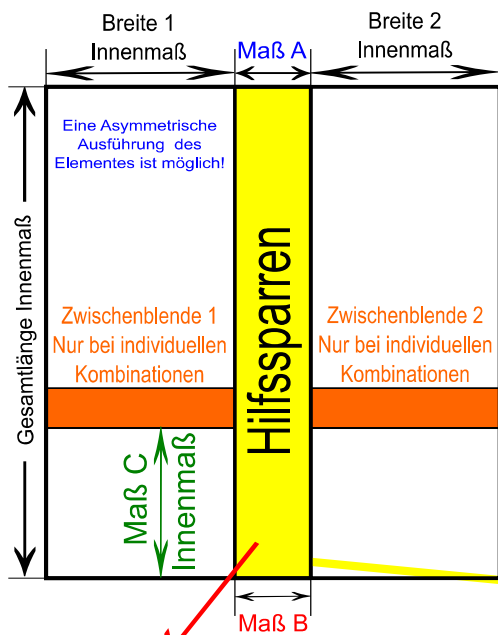 Breite 1
Innenmaß
Maß A
Breite 2
Innenmaß
Eine Asymmetrische
Ausführung des
Elementes ist möglich!
Gesamtlänge Innenmaß
Hilfssparren
Zwischenblende 1
Nur bei individuellen
Kombinationen
Zwischenblende 2
Nur bei individuellen
Kombinationen
Maß C
Innenmaß
Maß B